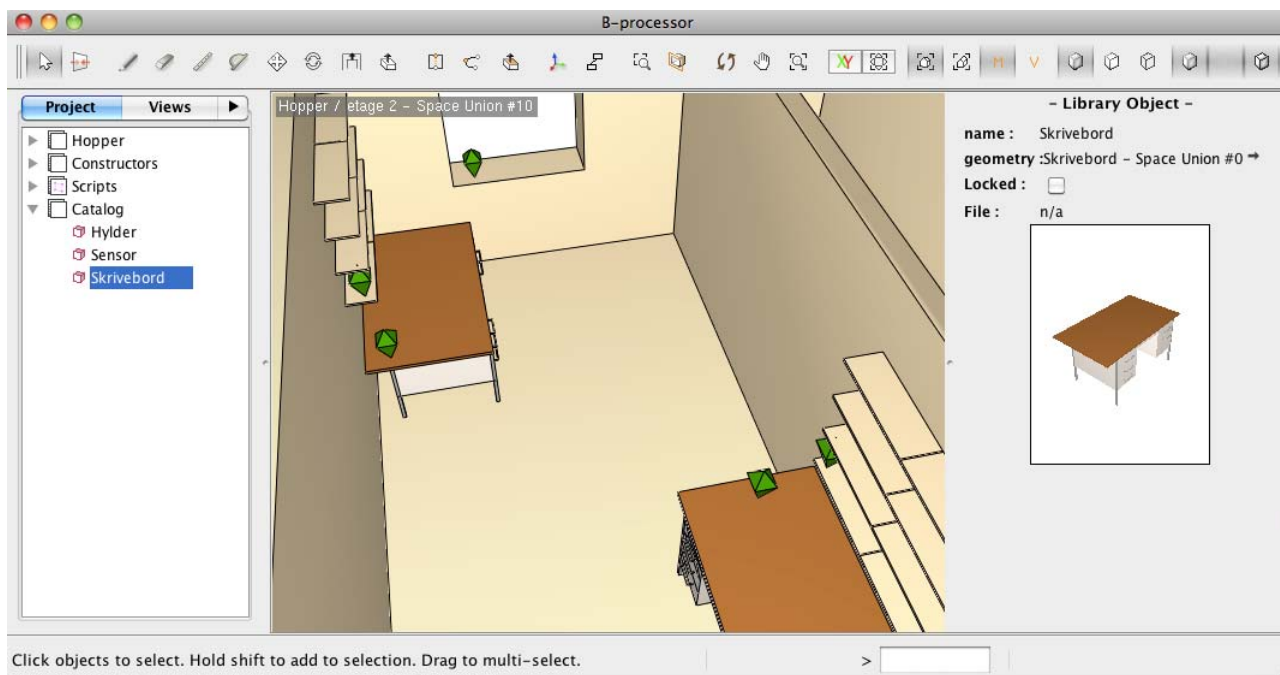 B-processor
XY
M
V
Project
Views
Hopper
Constructors
Scripts
Catalog
Hylder
Sensor
Skrivebord
Hopper / etage 2 - Space Union #10
- Library Object -
name : Skrivebord
geometry :Skrivebord - Space Union #0
Locked :
File : n/a
Click objects to select. Hold shift to add to selection. Drag to multi-select.
>